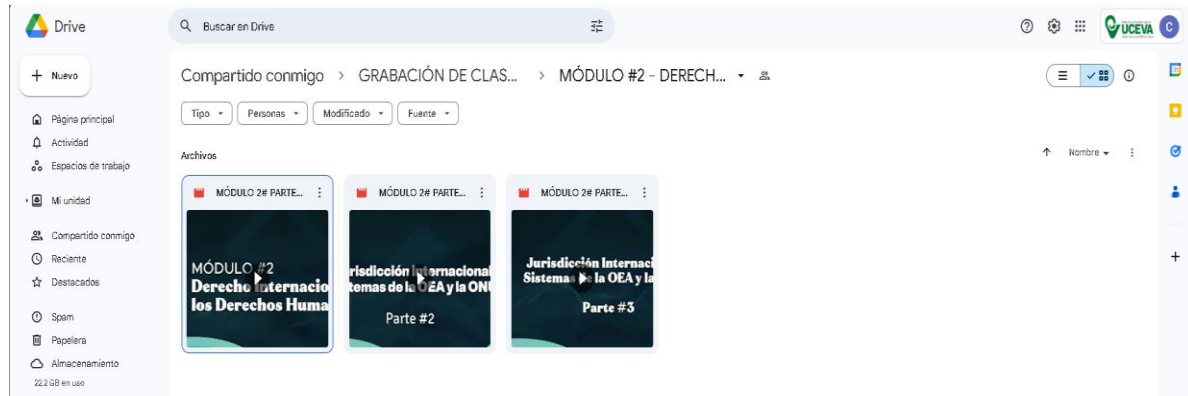 Drive
Buscar en Drive
UCEVA
C
+ Nuevo
Compartido conmigo > GRABACIÓN DE CLAS... > MÓDULO #2 - DERECH...
Tipo
Personas
Modificado
Fuente
Página principal
Actividad
Espacios de trabajo
Mi unidad
Compartido conmigo
Reciente
Destacados
Spam
Papelera
Almacenamiento
22,2 GB en uso
Archivos
Nombre
MÓDULO 2# PARTE...
MÓDULO #2
Derecho Internacio
los Derechos Huma
MÓDULO 2# PARTE...
risdicción Internacional
temas de la OEA y la ONU
Parte #2
MÓDULO 2# PARTE...
Jurisdicción Internaci
Sistemas de la OEA y la
Parte #3